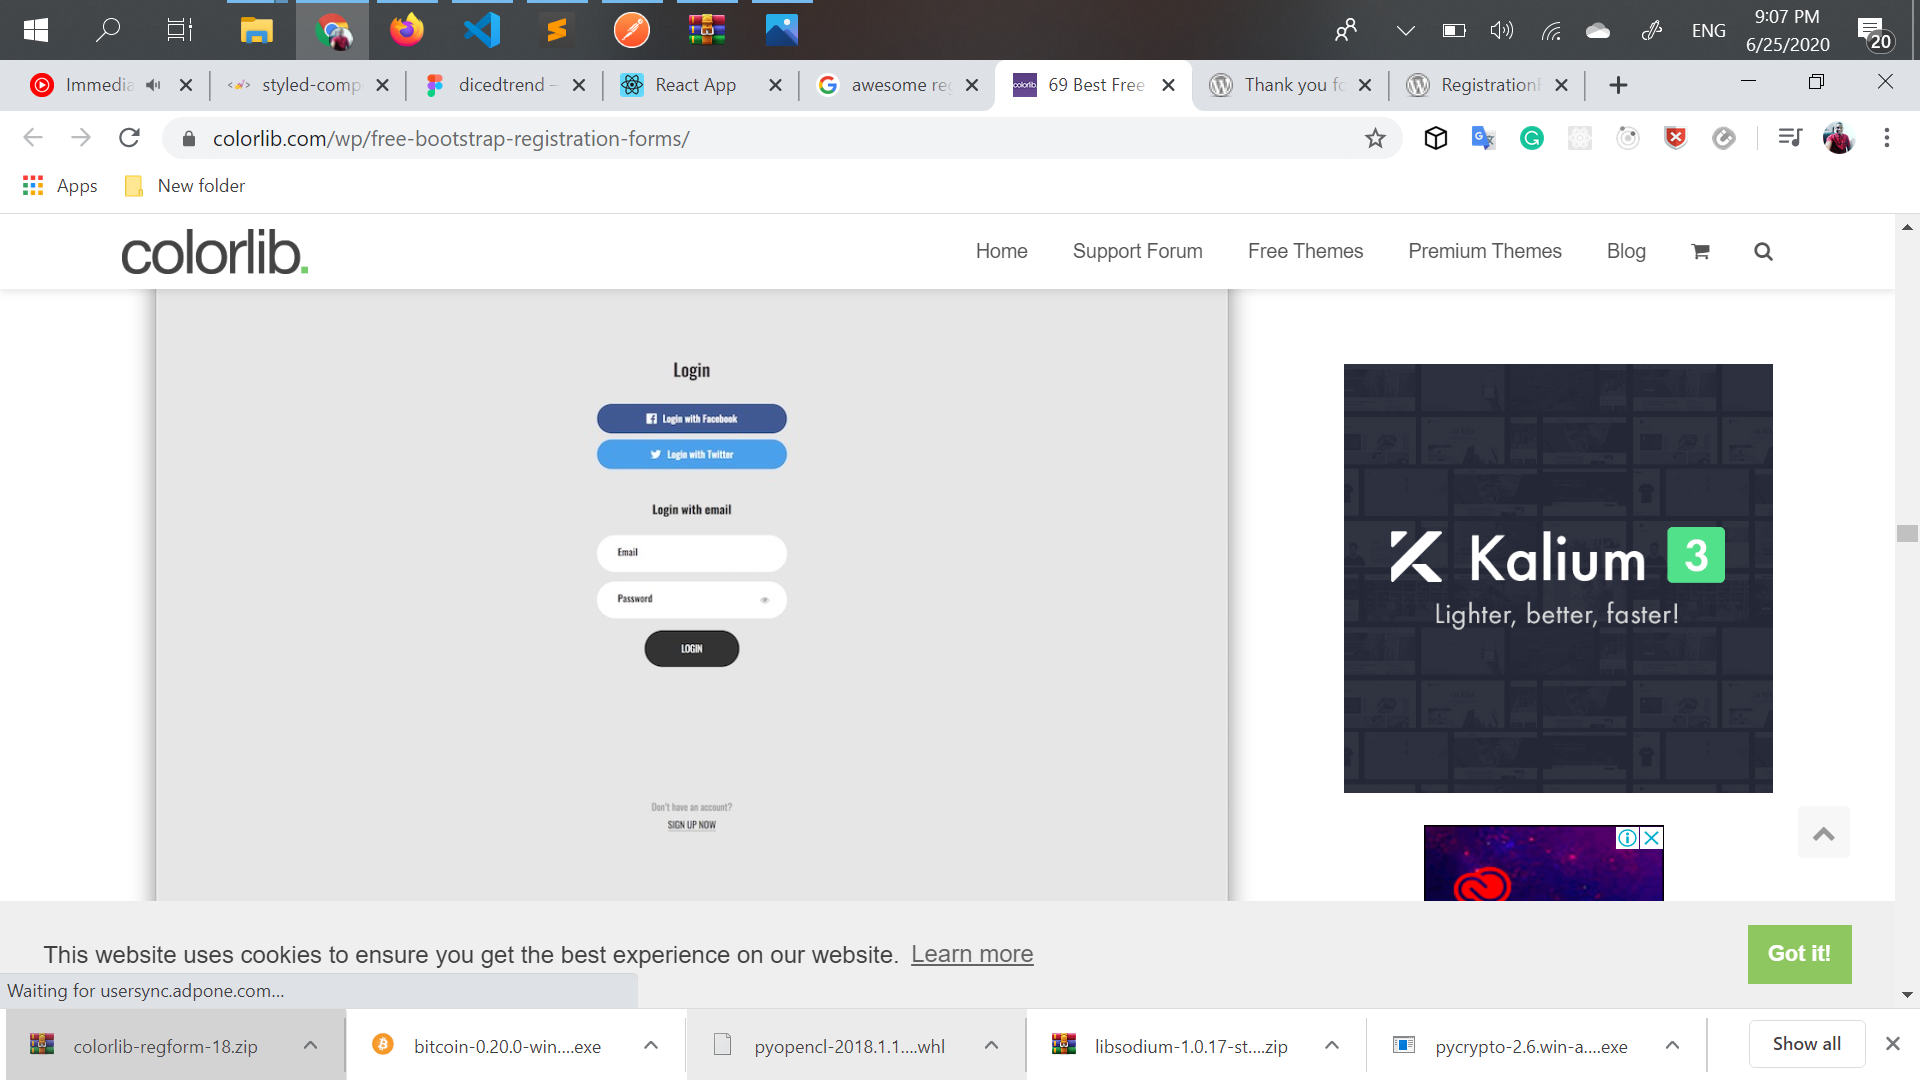 ENG
9:07 PM
6/25/2020
20
Immedia
styled-comp
dicedtrend –
React App
awesome reg
colorlib
69 Best Free
Thank you fo
RegistrationF
colorlib.com/wp/free-bootstrap-registration-forms/
Apps
New folder
colorlib.
Home
Support Forum
Free Themes
Premium Themes
Blog
Login
Login with Facebook
Login with Twitter
Login with email
Email
Password
LOGIN
Don't have an account?
SIGN UP NOW
Kalium 3
Lighter, better, faster!
This website uses cookies to ensure you get the best experience on our website. Learn more
Got it!
Waiting for usersync.adpone.com...
colorlib-regform-18.zip
bitcoin-0.20.0-win....exe
pyopencl-2018.1.1....whl
libsodium-1.0.17-st....zip
pycrypto-2.6.win-a....exe
Show all